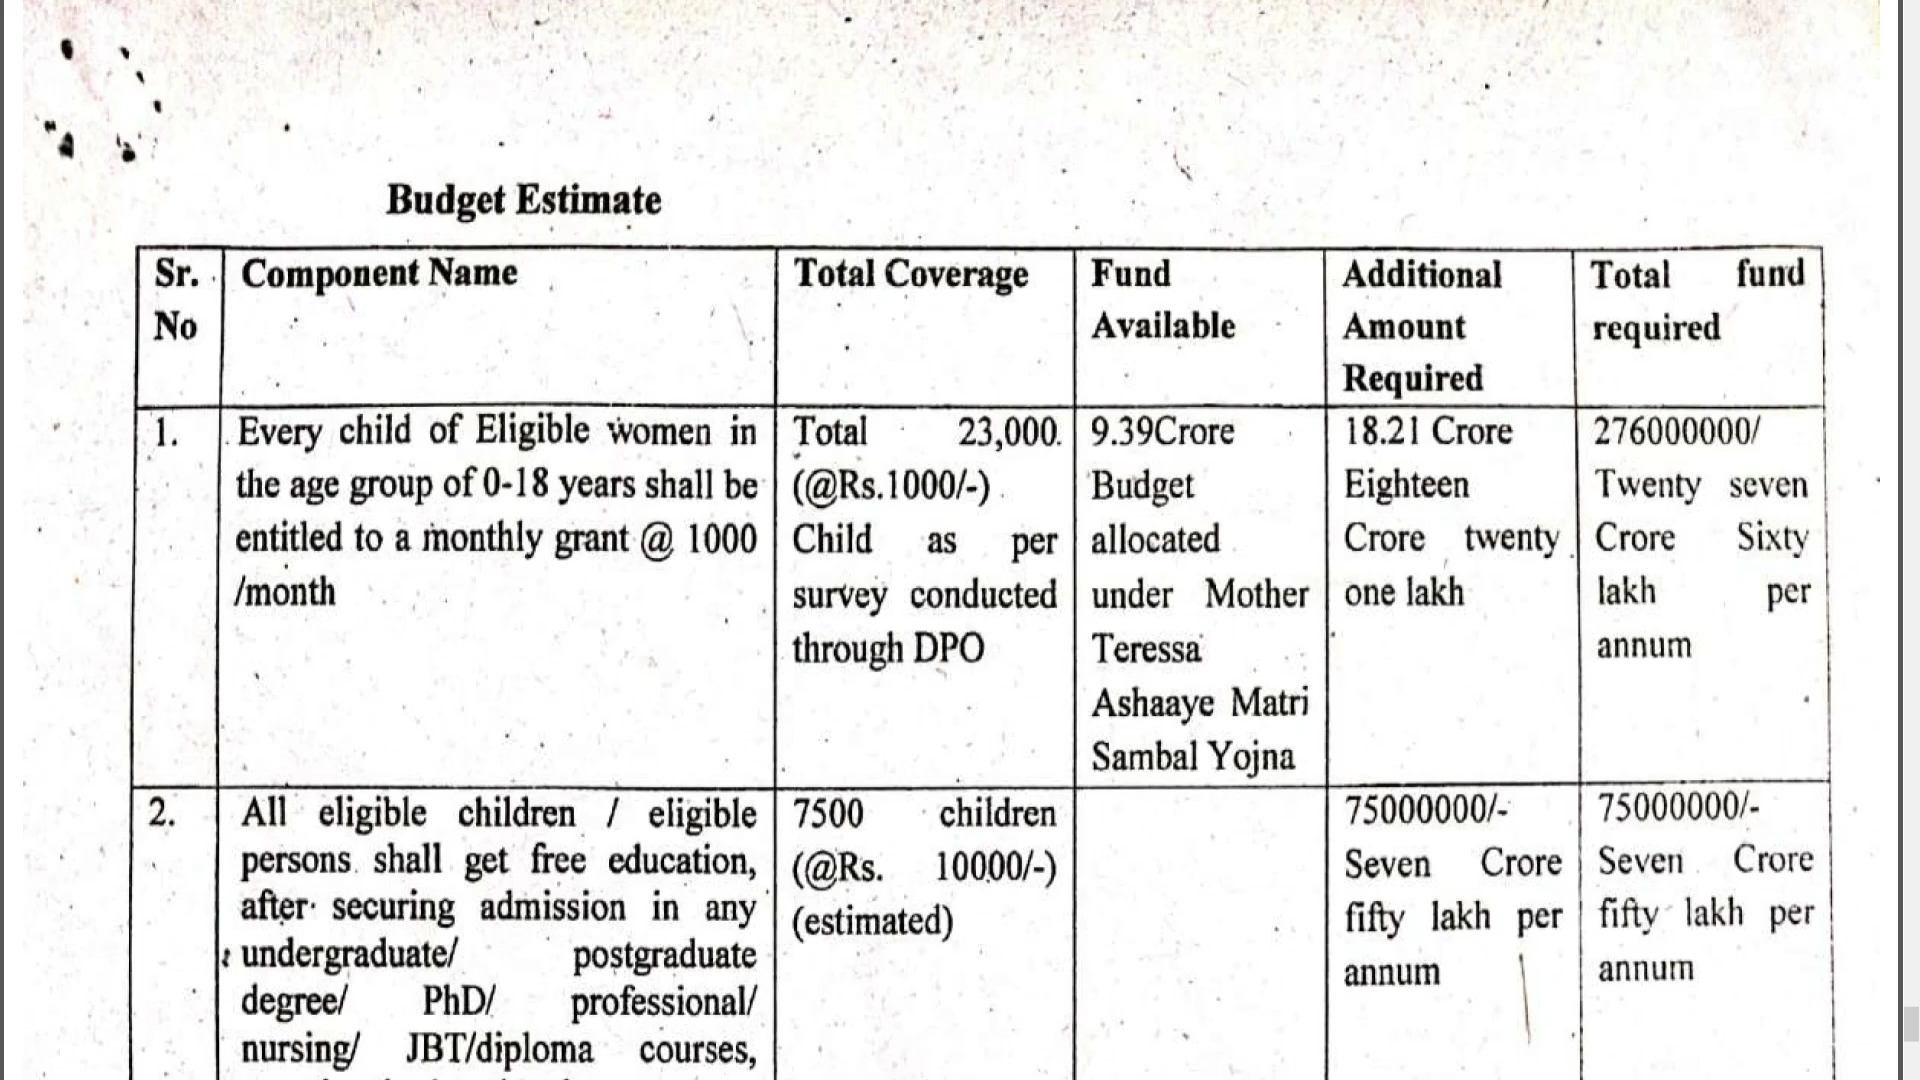 Budget Estimate
Sr. No
Component Name
Total Coverage
Fund Available
Additional Amount Required
Total fund required
1.
Every child of Eligible women in
the age group of 0-18 years shall be
entitled to a monthly grant @ 1000
/month
Total 23,000.
(@Rs.1000/-)
Child as per
survey conducted
through DPO
9.39Crore
Budget
allocated
under Mother
Teressa
Ashaaye Matri
Sambal Yojna
18.21 Crore
Eighteen
Crore twenty
one lakh
276000000/
Twenty seven
Crore Sixty
lakh per
annum
2.
All eligible children / eligible
persons shall get free education,
after securing admission in any
undergraduate/ postgraduate
degree/ PhD/ professional/
nursing/ JBT/diploma courses,
7500 children
(@Rs. 10000/-)
(estimated)
75000000/-
Seven Crore
fifty lakh per
annum
75000000/-
Seven Crore
fifty lakh per
annum